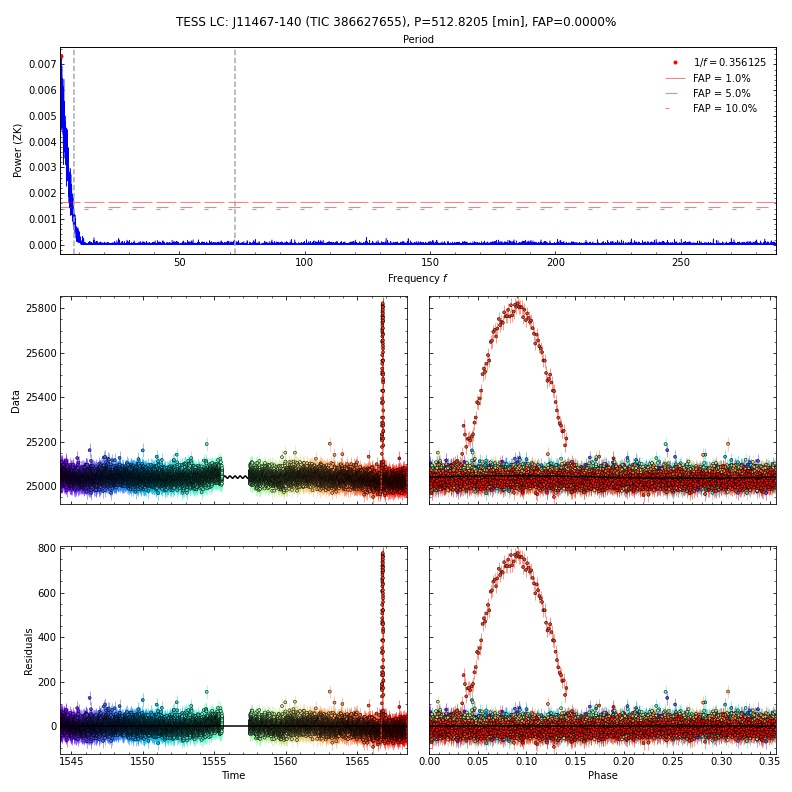 TESS LC: J11467-140 (TIC 386627655), P=512.8205 [min], FAP=0.0000%
Period
Power (ZK)
0.007
0.006
0.005
0.004
0.003
0.002
0.001
0.000
1/f = 0.356125
FAP = 1.0%
FAP = 5.0%
FAP = 10.0%
50 100 150 200 250
Frequency f
Data
25800
25600
25400
25200
25000
Residuals
800
600
400
200
0
1545 1550 1555 1560 1565
Time
0.00 0.05 0.10 0.15 0.20 0.25 0.30 0.35
Phase